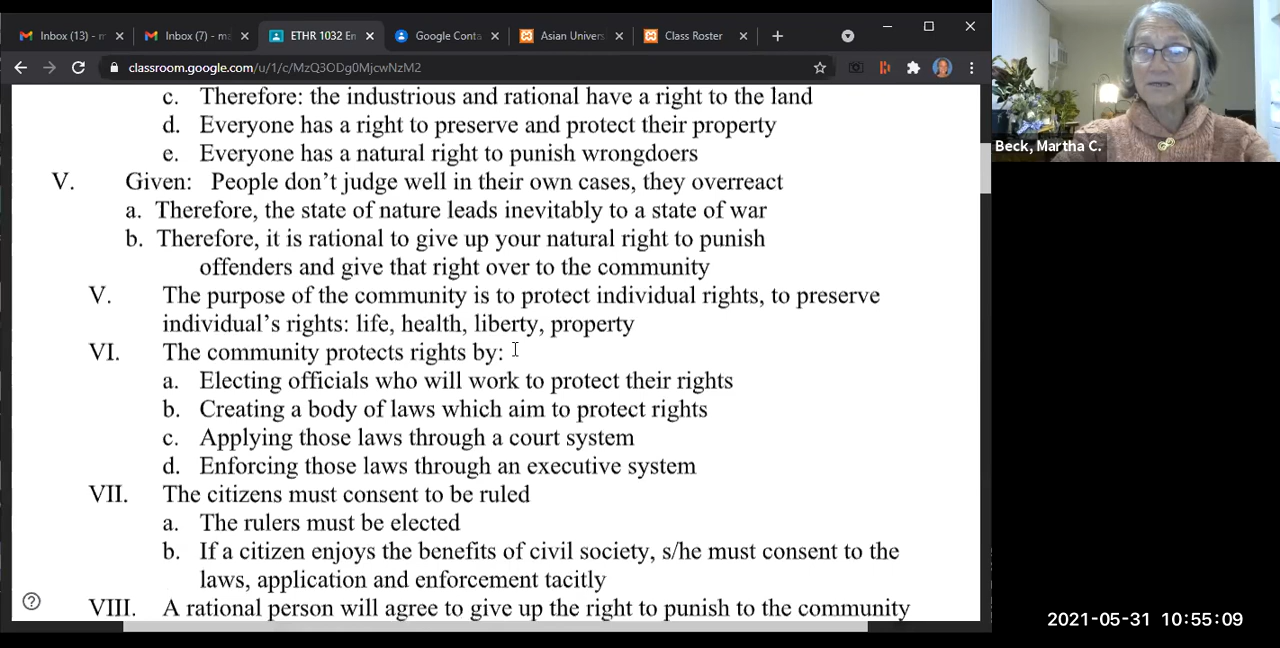 Inbox (13) - m
Inbox (7) - ma
ETHR 1032 En
Google Conta
Asian Univers
Class Roster
classroom.google.com/u/1/c/MzQ3ODg0MjcwNzM2
c. Therefore: the industrious and rational have a right to the land
d. Everyone has a right to preserve and protect their property
e. Everyone has a natural right to punish wrongdoers
V. Given: People don't judge well in their own cases, they overreact
a. Therefore, the state of nature leads inevitably to a state of war
b. Therefore, it is rational to give up your natural right to punish
offenders and give that right over to the community
V. The purpose of the community is to protect individual rights, to preserve
individual's rights: life, health, liberty, property
VI. The community protects rights by:
a. Electing officials who will work to protect their rights
b. Creating a body of laws which aim to protect rights
c. Applying those laws through a court system
d. Enforcing those laws through an executive system
VII. The citizens must consent to be ruled
a. The rulers must be elected
b. If a citizen enjoys the benefits of civil society, s/he must consent to the
laws, application and enforcement tacitly
VIII. A rational person will agree to give up the right to punish to the community
Beck, Martha C.
2021-05-31 10:55:09